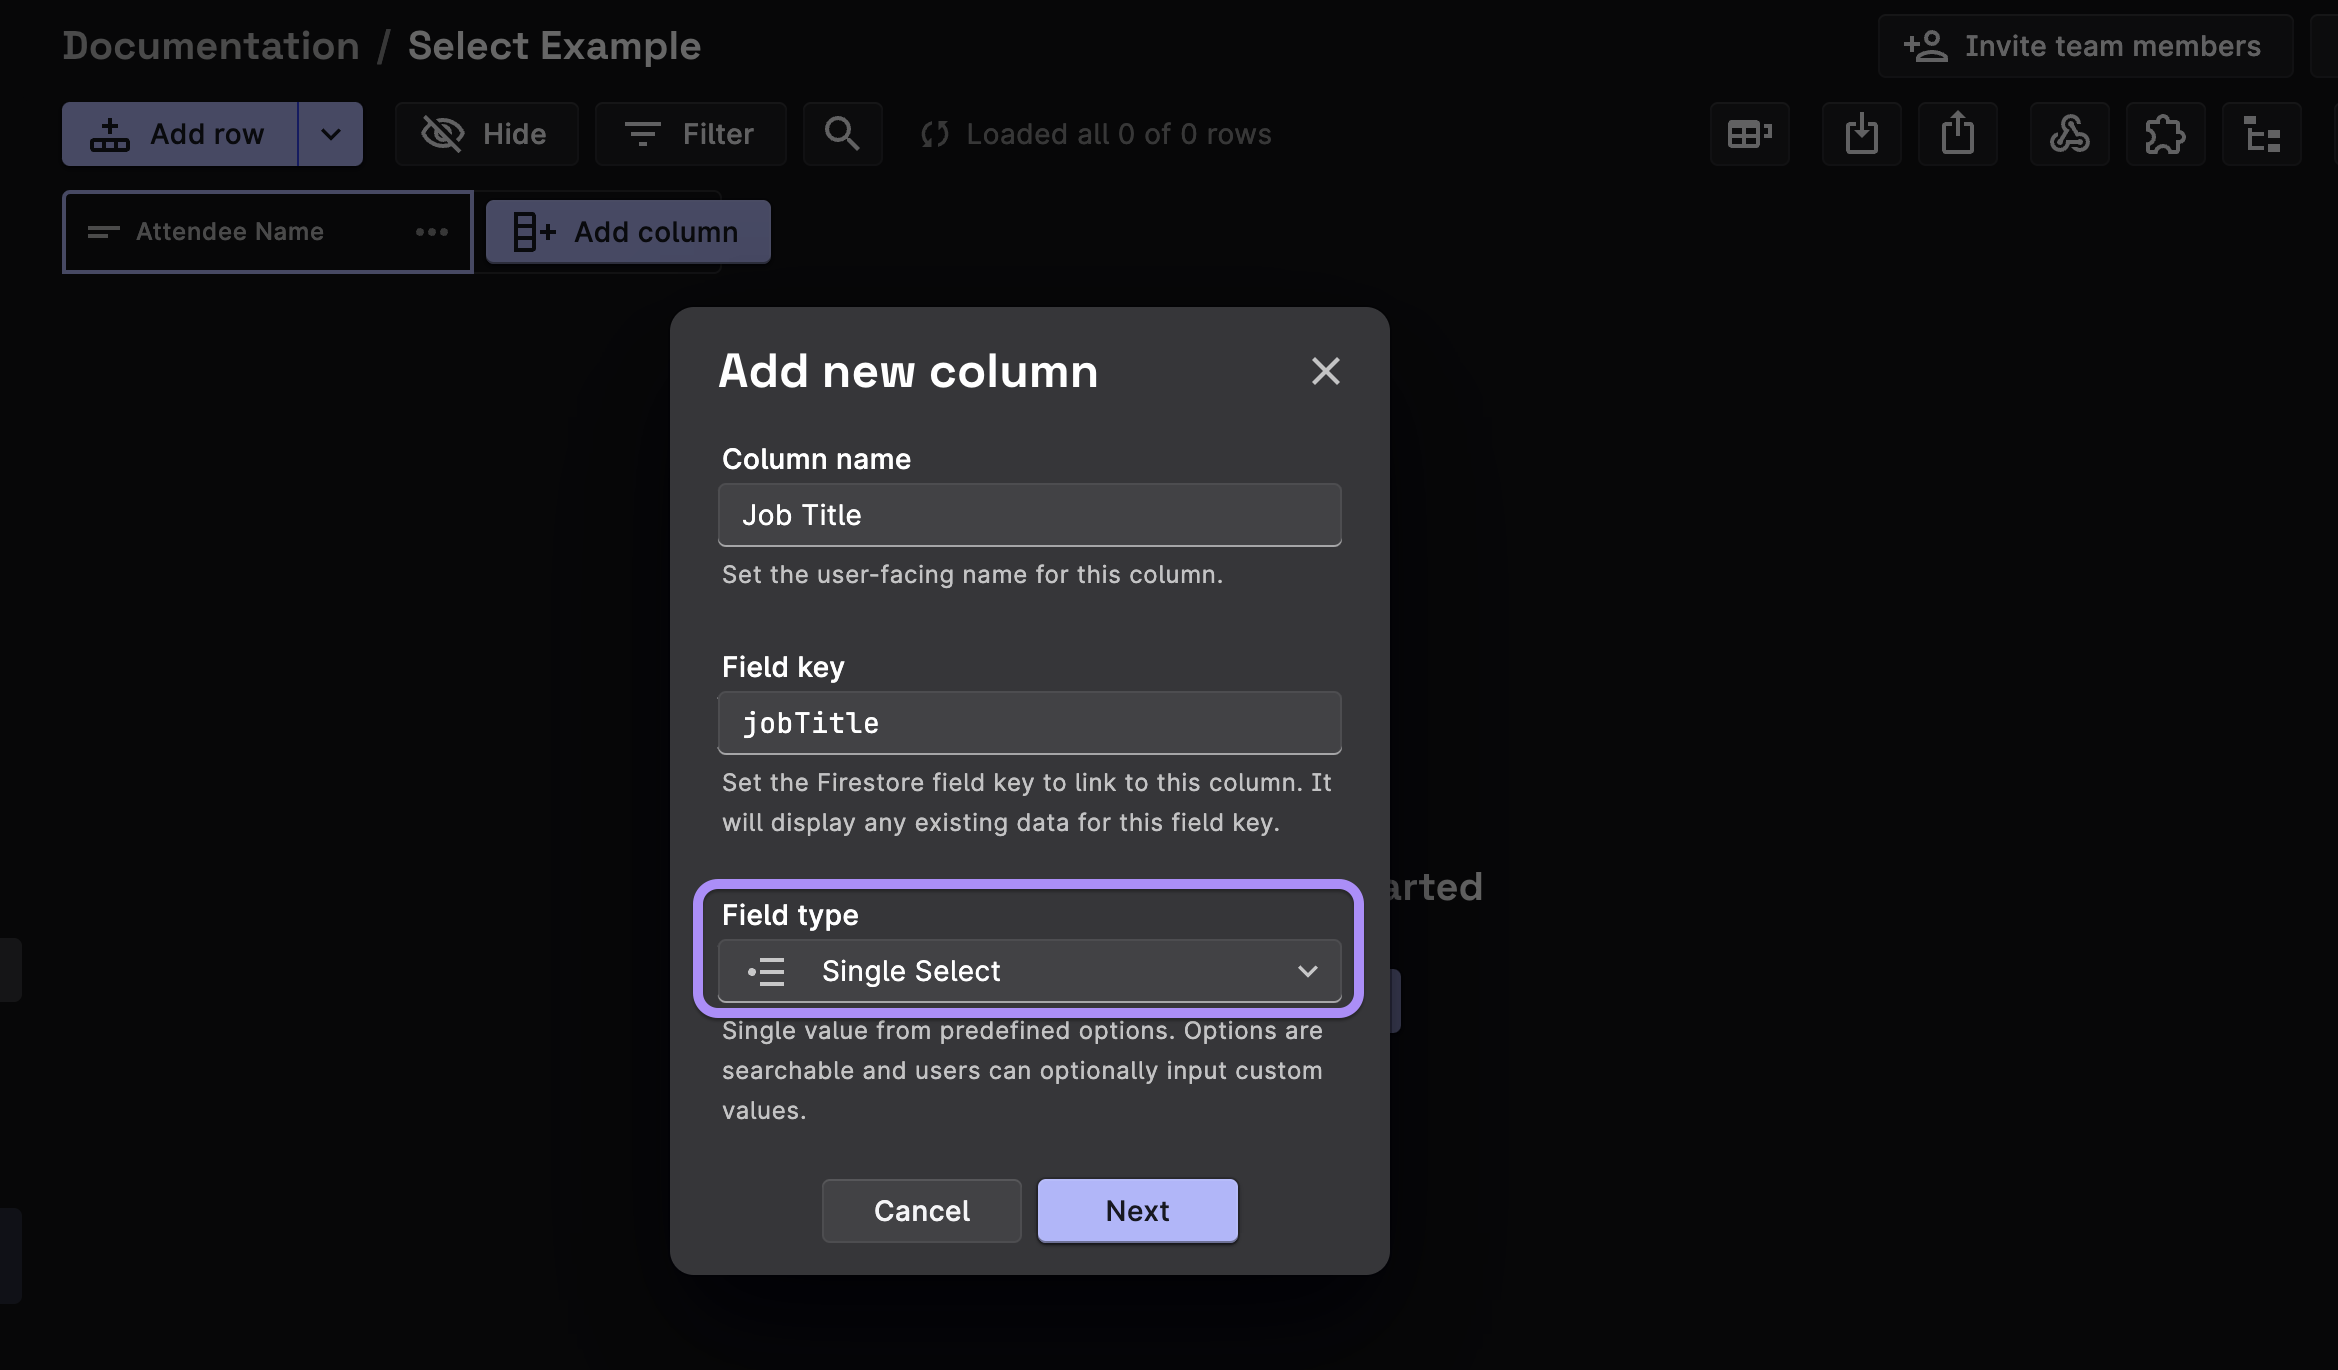 Documentation / Select Example
Invite team members
Add row
Hide
Filter
Loaded all 0 of 0 rows
Attendee Name
Add column
Add new column
Column name
Job Title
Set the user-facing name for this column.
Field key
jobTitle
Set the Firestore field key to link to this column. It
will display any existing data for this field key.
arted
Field type
Single Select
Single value from predefined options. Options are
searchable and users can optionally input custom
values.
Cancel
Next